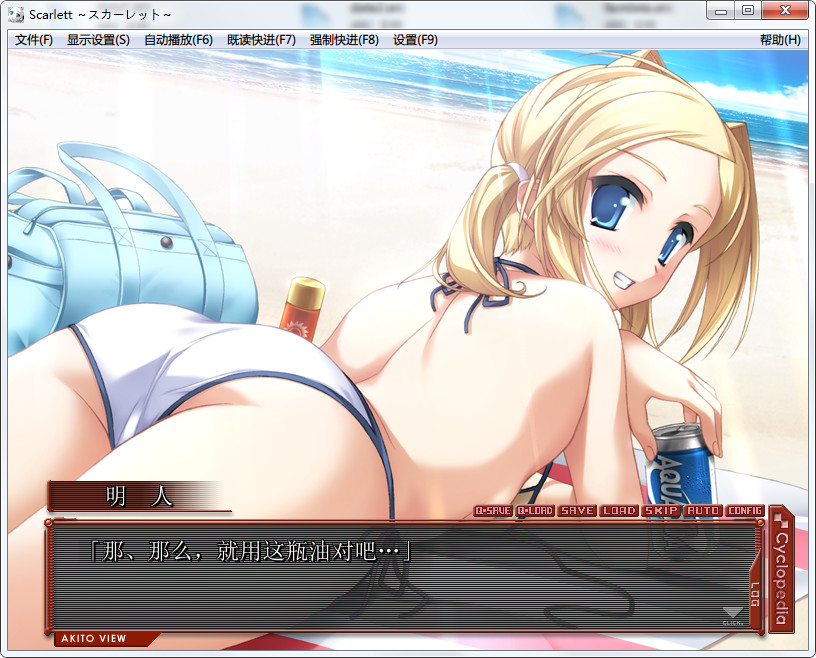 Scarlett ~スカーレット~
文件(F) 显示设置(S) 自动播放(F6) 既读快进(F7) 强制快进(F8) 设置(F9) 帮助(H)
AQUA
明 人
Q•SAVE Q•LOAD SAVE LOAD SKIP AUTO CONFIG
「那、那么，就用这瓶油对吧…」
Cyclopedia
LOG
CLICK
AKITO VIEW